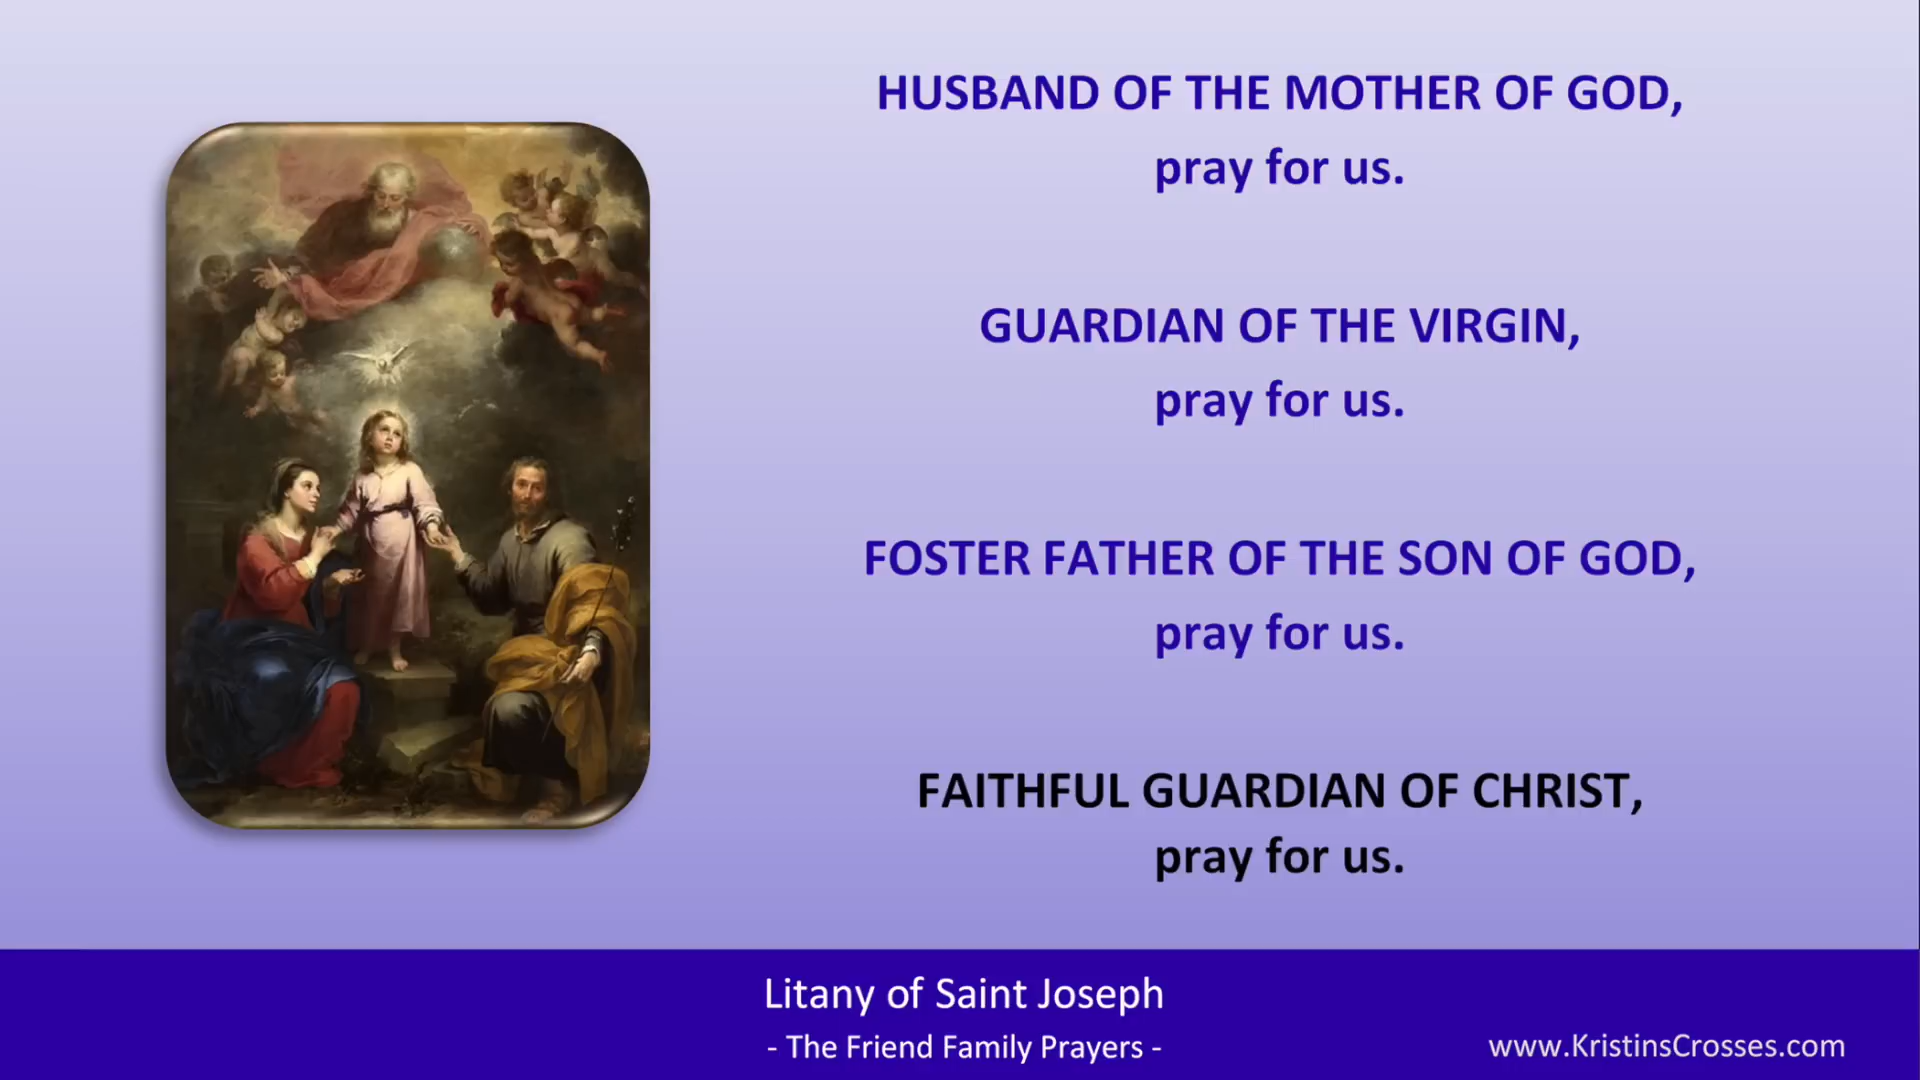 HUSBAND OF THE MOTHER OF GOD,
pray for us.
GUARDIAN OF THE VIRGIN,
pray for us.
FOSTER FATHER OF THE SON OF GOD,
pray for us.
FAITHFUL GUARDIAN OF CHRIST,
pray for us.
Litany of Saint Joseph
- The Friend Family Prayers -
www.KristinsCrosses.com